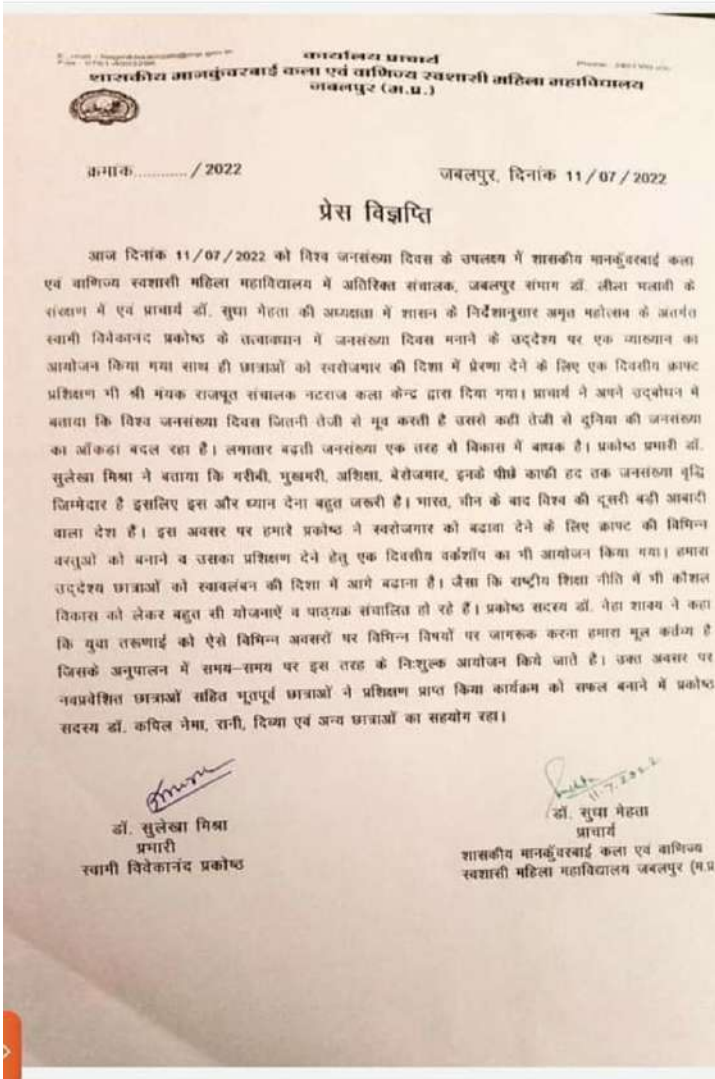 कार्यालय प्राचार्य
शासकीय मानकुंवरबाई कला एवं वाणिज्य स्वशासी महिला महाविद्यालय
जबलपुर (म.प्र.)
क्रमांक........... / 2022
जबलपुर, दिनांक 11 / 07 / 2022
प्रेस विज्ञप्ति
आज दिनांक 11/07/2022 को विश्व जनसंख्या दिवस के उपलक्ष्य में शासकीय मानकुँवरबाई कला
एवं वाणिज्य स्वशासी महिला महाविद्यालय में अतिरिक्त संचालक, जबलपुर संभाग डॉ. लीला भलावी के
संरक्षण में एवं प्राचार्य डॉ. सुधा मेहता की अध्यक्षता में शासन के निर्देशानुसार अमृत महोत्सव के अंतर्गत
स्वामी विवेकानंद प्रकोष्ठ के तत्वावधान में जनसंख्या दिवस मनाने के उद्देश्य पर एक व्याख्यान का
आयोजन किया गया साथ ही छात्राओं को स्वरोजगार की दिशा में प्रेरणा देने के लिए एक दिवसीय क्राफ्ट
प्रशिक्षण भी श्री मंयक राजपूत संचालक नटराज कला केन्द्र द्वारा दिया गया। प्राचार्य ने अपने उद्बोधन में
बताया कि विश्व जनसंख्या दिवस जितनी तेजी से मूव करती है उससे कही तेजी से दुनिया की जनसंख्या
का आँकड़ा बदल रहा है। लगातार बढ़ती जनसंख्या एक तरह से विकास में बाधक है। प्रकोष्ठ प्रभारी डॉ.
सुलेखा मिश्रा ने बताया कि गरीबी, भुखमरी, अशिक्षा, बेरोजगार, इनके पीछे काफी हद तक जनसंख्या वृद्धि
जिम्मेदार है इसलिए इस और ध्यान देना बहुत जरूरी है। भारत, चीन के बाद विश्व की दूसरी बड़ी आबादी
वाला देश हैं। इस अवसर पर हमारे प्रकोष्ठ ने स्वरोजगार को बढावा देने के लिए क्राफ्ट की विभिन्न
वस्तुओं को बनाने व उसका प्रशिक्षण देने हेतु एक दिवसीय वर्कशॉप का भी आयोजन किया गया। हमारा
उद्देश्य छात्राओं को स्वावलंबन की दिशा में आगे बढाना है। जैसा कि राष्ट्रीय शिक्षा नीति में भी कौशल
विकास को लेकर बहुत सी योजनाऐं व पाठ्यक्र संचालित हो रहे हैं। प्रकोष्ठ सदस्य डॉ. नेहा शाक्य ने कहा
कि युवा तरूणाई को ऐसे विभिन्न अवसरों पर विभिन्न विषयों पर जागरूक करना हमारा मूल कर्तव्य है
जिसके अनुपालन में समय–समय पर इस तरह के निःशुल्क आयोजन किये जाते है। उक्त अवसर पर
नवप्रवेशित छात्राओं सहित भूतपूर्व छात्राओं ने प्रशिक्षण प्राप्त किया कार्यक्रम को सफल बनाने में प्रकोष्ठ
सदस्य डॉ. कपिल नेमा, रानी, दिव्या एवं अन्य छात्राओं का सहयोग रहा।
11.7.2022
डॉ. सुलेखा मिश्रा
प्रभारी
स्वामी विवेकानंद प्रकोष्ठ
डॉ. सुधा मेहता
प्राचार्य
शासकीय मानकुँवरबाई कला एवं वाणिज्य
स्वशासी महिला महाविद्यालय जबलपुर (म.प्र